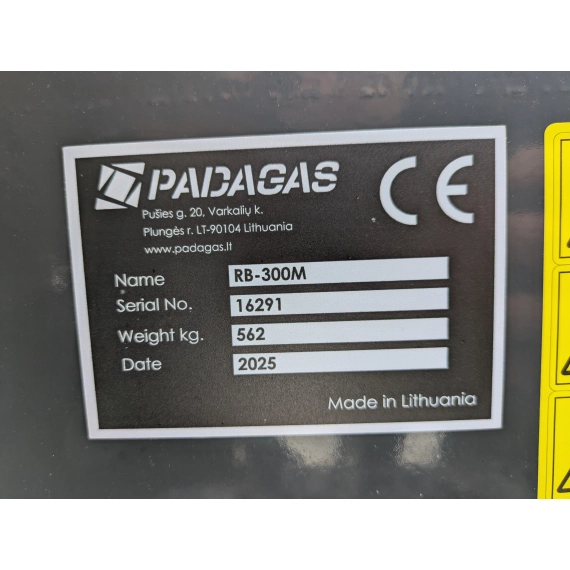 PADAGAS
CE
Pušies g. 20, Varkalių k.
Plungės r. LT-90104 Lithuania
www.padagas.lt
Name RB-300M
Serial No. 16291
Weight kg. 562
Date 2025
Made in Lithuania